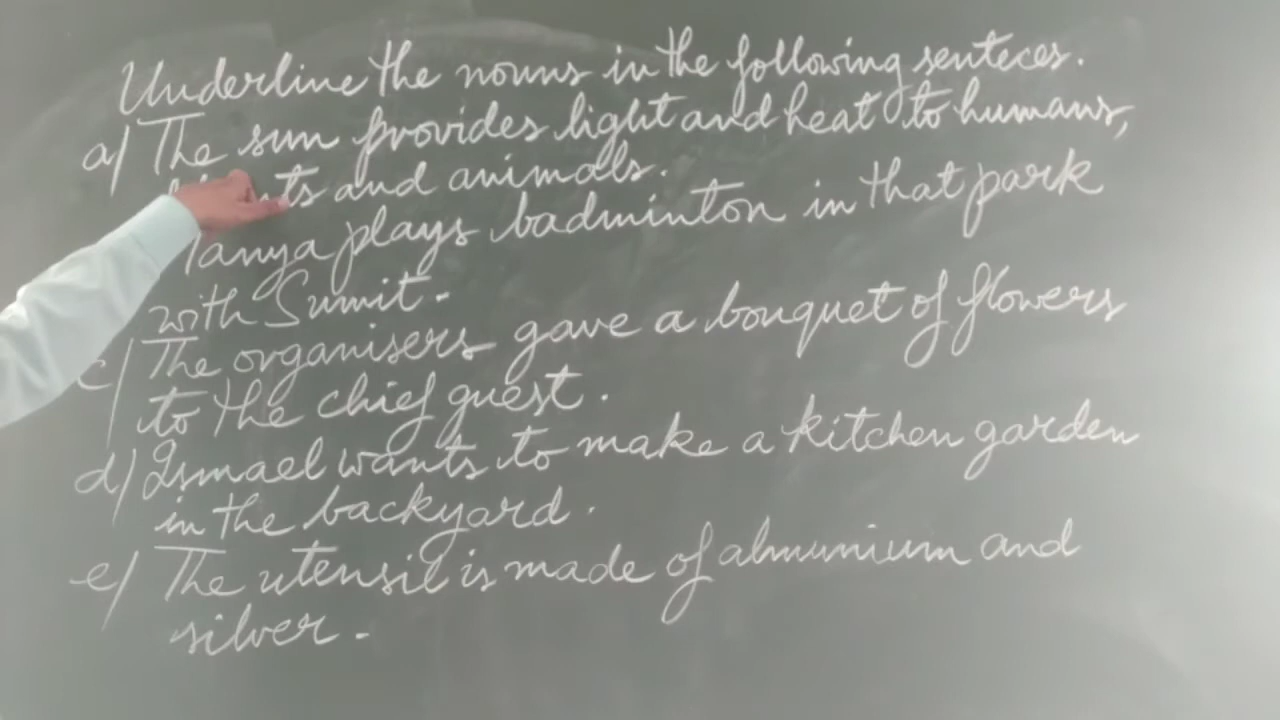 Underline the nouns in the following senteces.
a) The sun provides light and heat to humans,
and animals.
Tanya plays badminton in that park
with Sumit.
c) The organisers gave a bouquet of flowers
to the chief guest.
d) Ismael wants to make a kitchen garden
in the backyard.
e) The utensil is made of almunium and
silver.